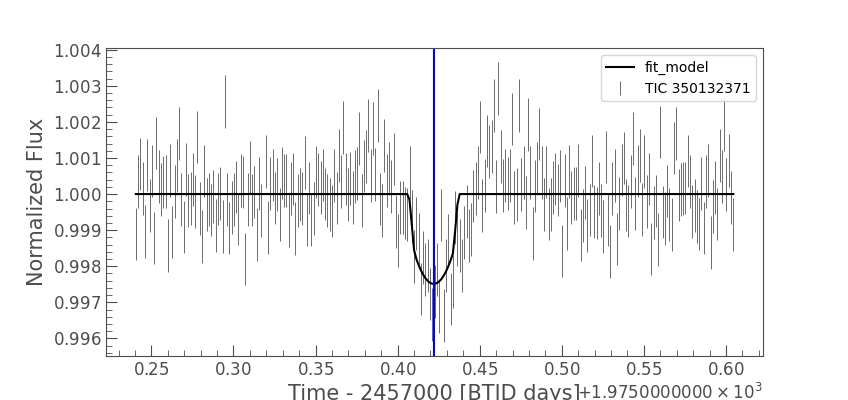 1.004
1.003
1.002
1.001
1.000
0.999
0.998
0.997
0.996
Normalized Flux
fit_model
TIC 350132371
0.25 0.30 0.35 0.40 0.45 0.50 0.55 0.60
Time - 2457000 [BTJD days]
+1.9750000000 × 10³